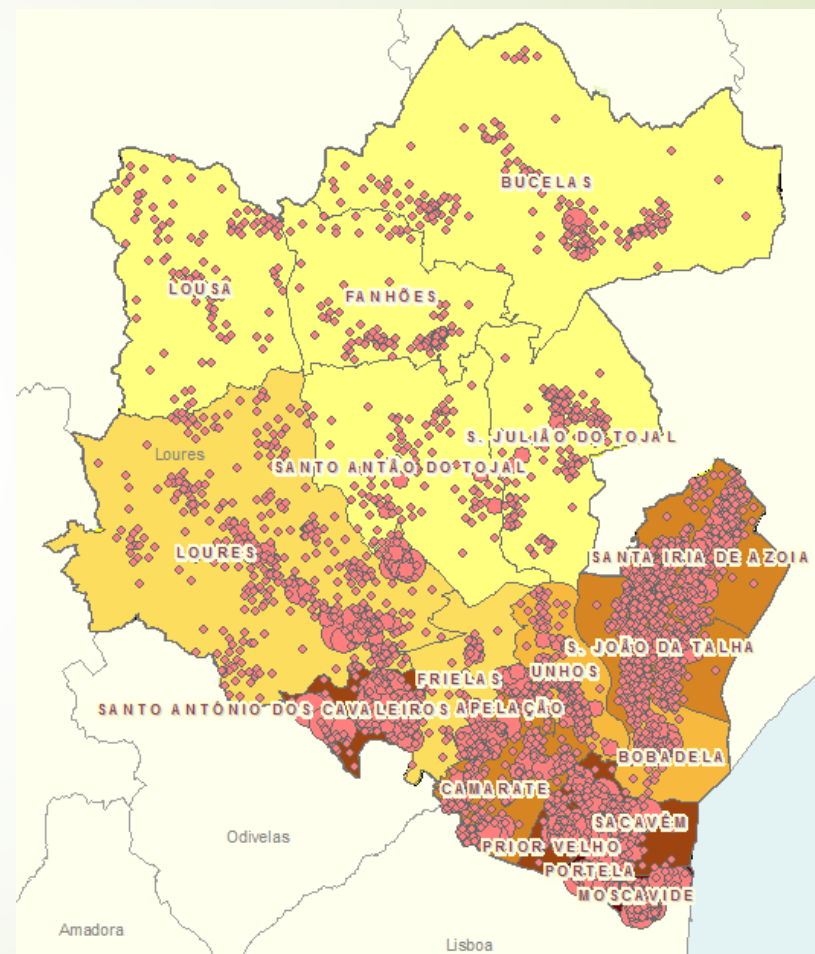 BUCELAS
LOUSA
FANHÕES
S. JULIÃO DO TOJAL
Loures
SANTO ANTÃO DO TOJAL
LOURES
SANTA IRIA DE AZOIA
S. JOÃO DA TALHA
UNHOS
FRIELAS
SANTO ANTÔNIO DOS CAVALEIROS
APELAÇÃO
BOBADELA
CAMARATE
SACAVÉM
Odivelas
PRIOR VELHO
PORTELA
MOSCAVIDE
Amadora
Lisboa